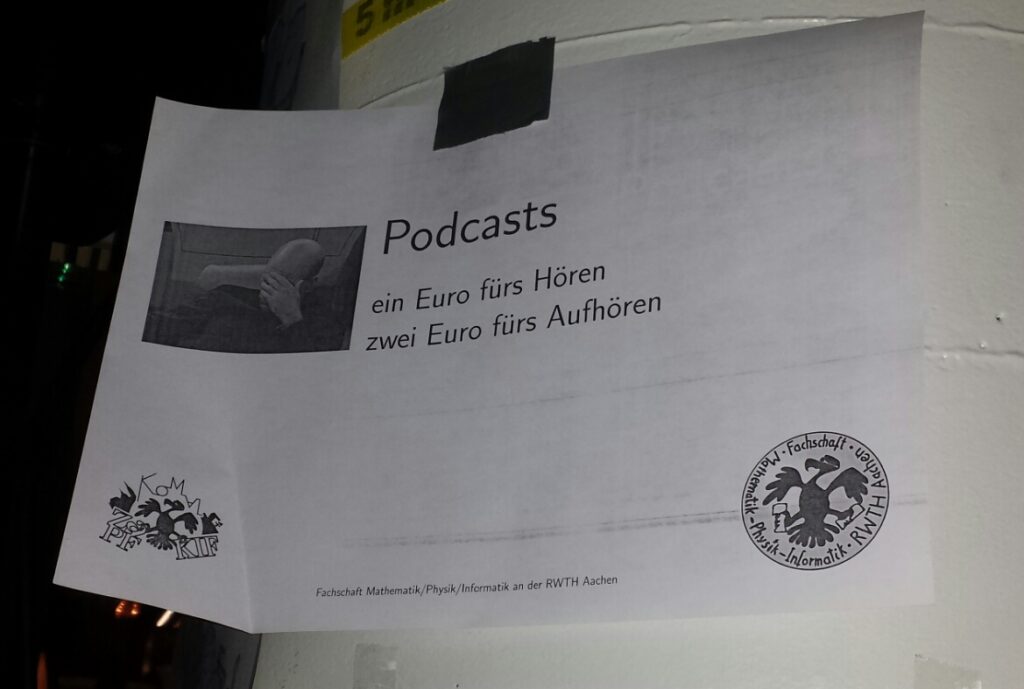 Podcasts
ein Euro fürs Hören
zwei Euro fürs Aufhören
KoMa
ZaPF
KIF
Fachschaft
Mathematik-Physik-Informatik · RWTH Aachen
Fachschaft Mathematik/Physik/Informatik an der RWTH Aachen